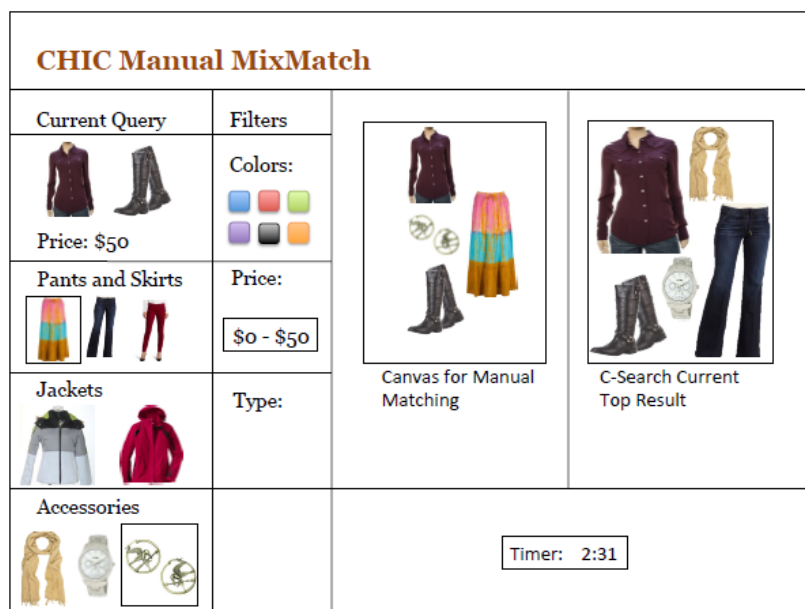 CHIC Manual MixMatch
Current Query
Filters
Price: $50
Colors:
Pants and Skirts
Price:
$0 - $50
Jackets
Type:
Accessories
Canvas for Manual
Matching
C-Search Current
Top Result
Timer: 2:31